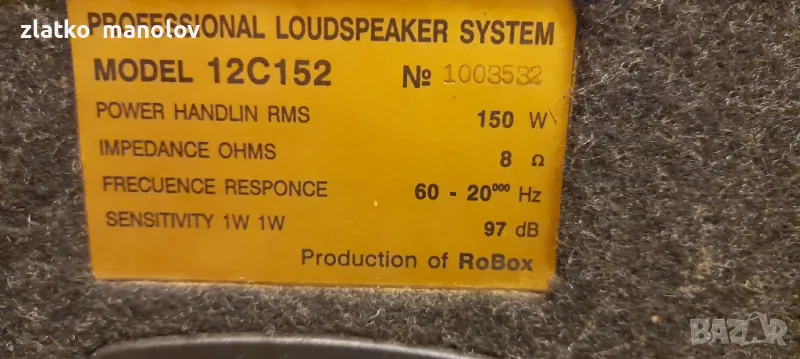 zlatko manolov
PROFESSIONAL LOUDSPEAKER SYSTEM
MODEL 12C152 № 1003532
POWER HANDLIN RMS 150 W
IMPEDANCE OHMS 8 Ω
FRECUENCE RESPONCE 60 - 20⁰⁰⁰ Hz
SENSITIVITY 1W 1W 97 dB
Production of RoBox
BAZAR